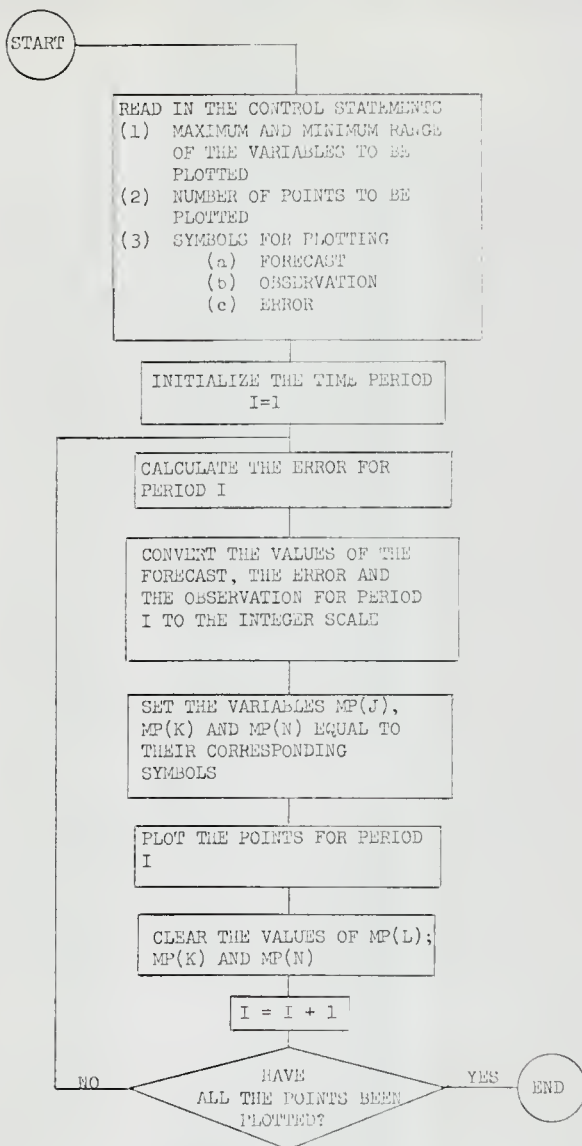 START
READ IN THE CONTROL STATEMENTS
(1) MAXIMUM AND MINIMUM RANGE
OF THE VARIABLES TO BE
PLOTTED
(2) NUMBER OF POINTS TO BE
PLOTTED
(3) SYMBOLS FOR PLOTTING
(a) FORECAST
(b) OBSERVATION
(c) ERROR
INITIALIZE THE TIME PERIOD
I=1
CALCULATE THE ERROR FOR
PERIOD I
CONVERT THE VALUES OF THE
FORECAST, THE ERROR AND
THE OBSERVATION FOR PERIOD
I TO THE INTEGER SCALE
SET THE VARIABLES MP(J),
MP(K) AND MP(N) EQUAL TO
THEIR CORRESPONDING
SYMBOLS
PLOT THE POINTS FOR PERIOD
I
CLEAR THE VALUES OF MP(L);
MP(K) AND MP(N)
I = I + 1
HAVE
ALL THE POINTS BEEN
PLOTTED?
NO
YES
END